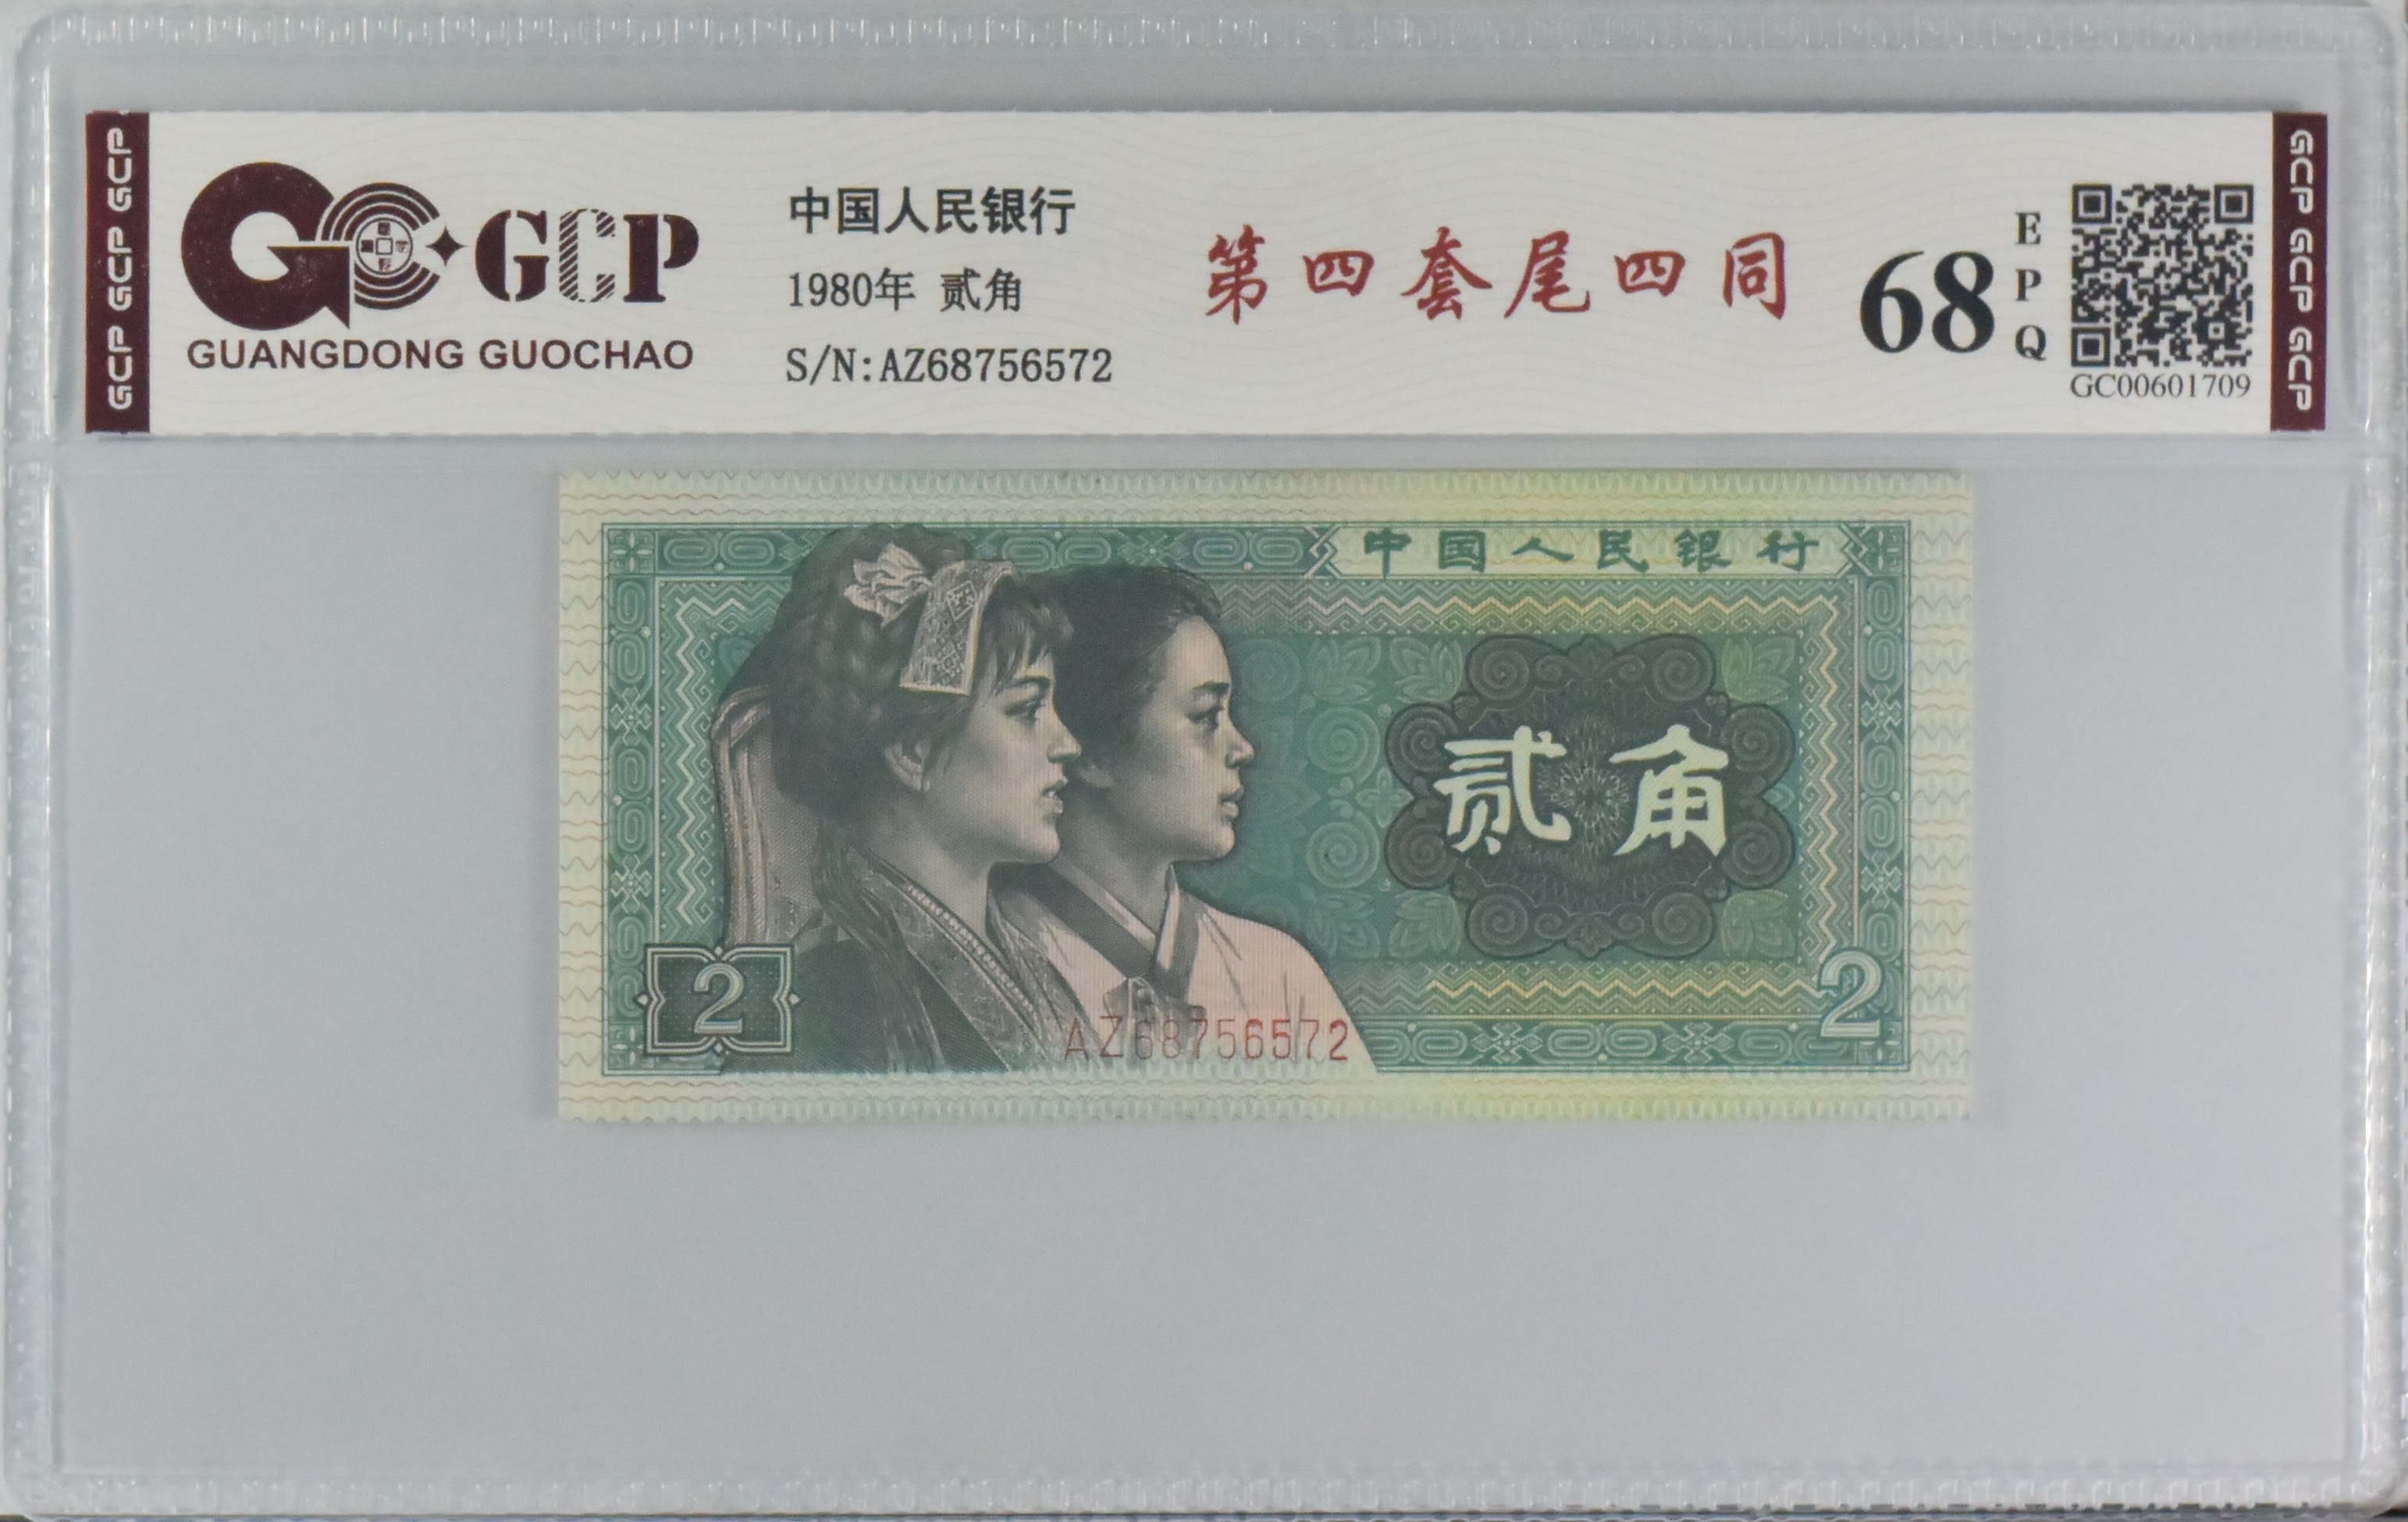 GCP GCP GCP
GCP
GUANGDONG GUOCHAO
中国人民银行
1980年 贰角
S/N:AZ68756572
第四套尾四同
68
EPQ
GC00601709
GCP GCP GCP
中国人民银行
贰角
2
2
AZ68756572